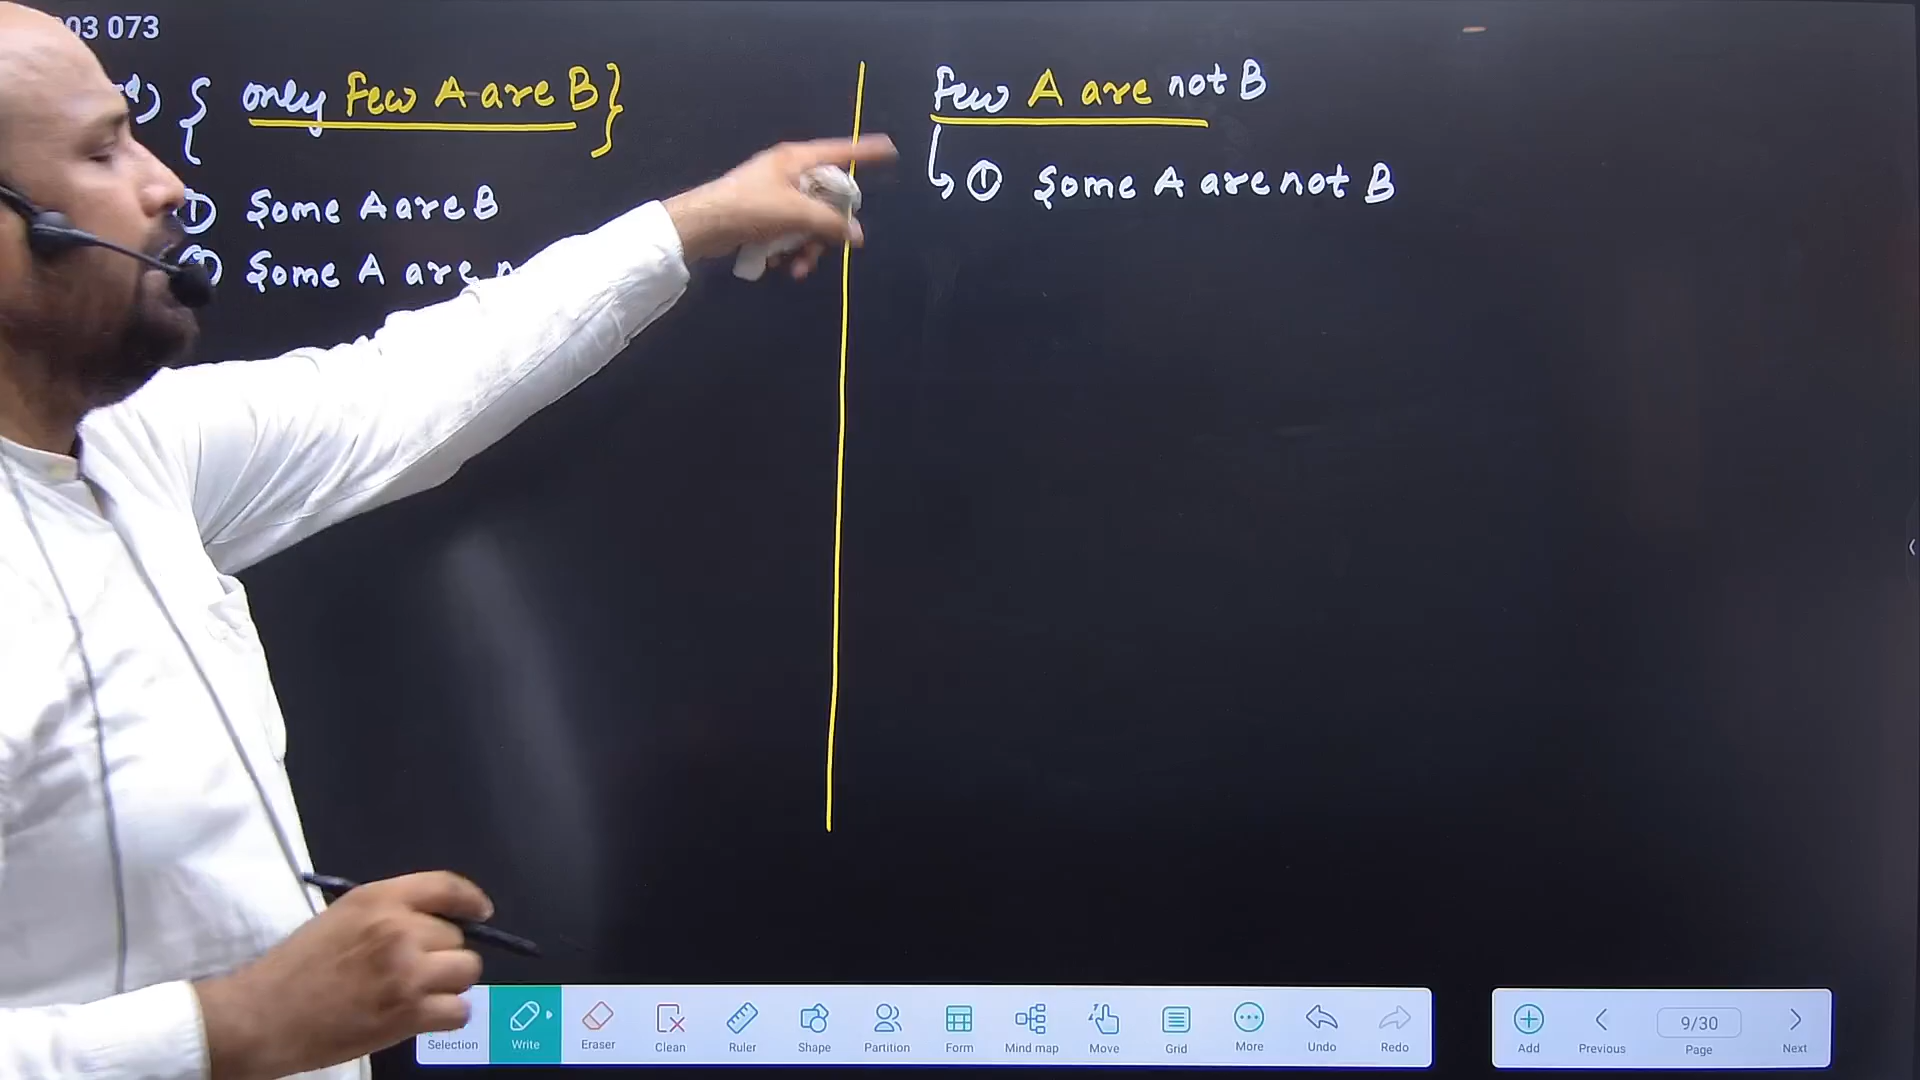 03 073
{ only few A are B }
① Some A are B
Some A are
few A are not B
① Some A are not B
Selection Write Eraser Clean Ruler Shape Partition Form Mind map Move Grid More Undo Redo
Add Previous 9/30 Page Next